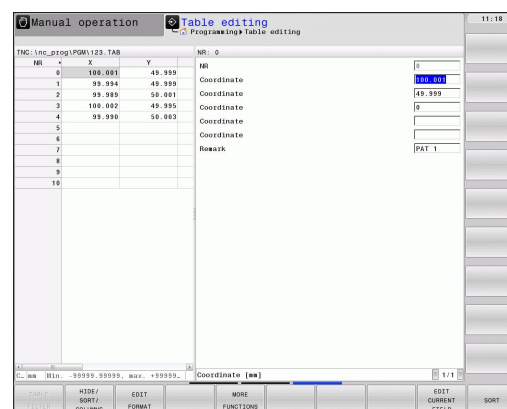 Manual operation
Table editing
Programming▸Table editing
11:18
TNC:\nc_prog\PGM\123.TAB
NR X Y
0 100.001 49.999
1 99.994 49.999
2 99.989 50.001
3 100.002 49.995
4 99.990 50.003
5
6
7
8
9
10
C… mm Min. -99999.99999, max. +99999…
NR: 0
NR 0
Coordinate 100.001
Coordinate 49.999
Coordinate 0
Coordinate
Coordinate
Remark PAT 1
Coordinate [mm] 1/1
TABLE
FILTER
HIDE/
SORT/
COLUMNS
EDIT
FORMAT
MORE
FUNCTIONS
EDIT
CURRENT
FIELD
SORT